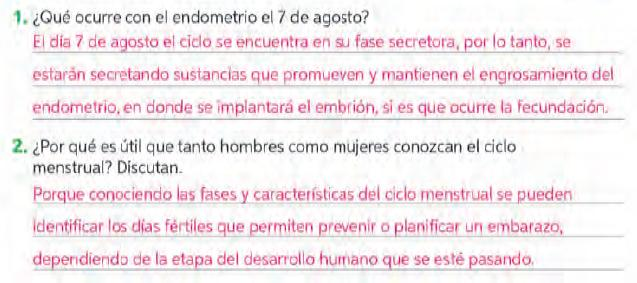 1. ¿Qué ocurre con el endometrio el 7 de agosto?
El día 7 de agosto el ciclo se encuentra en su fase secretora, por lo tanto, se
estarán secretando sustancias que promueven y mantienen el engrosamiento del
endometrio, en donde se implantará el embrión, si es que ocurre la fecundación.
2. ¿Por qué es útil que tanto hombres como mujeres conozcan el ciclo
menstrual? Discutan.
Porque conociendo las fases y características del ciclo menstrual se pueden
identificar los días fértiles que permiten prevenir o planificar un embarazo,
dependiendo de la etapa del desarrollo humano que se esté pasando.